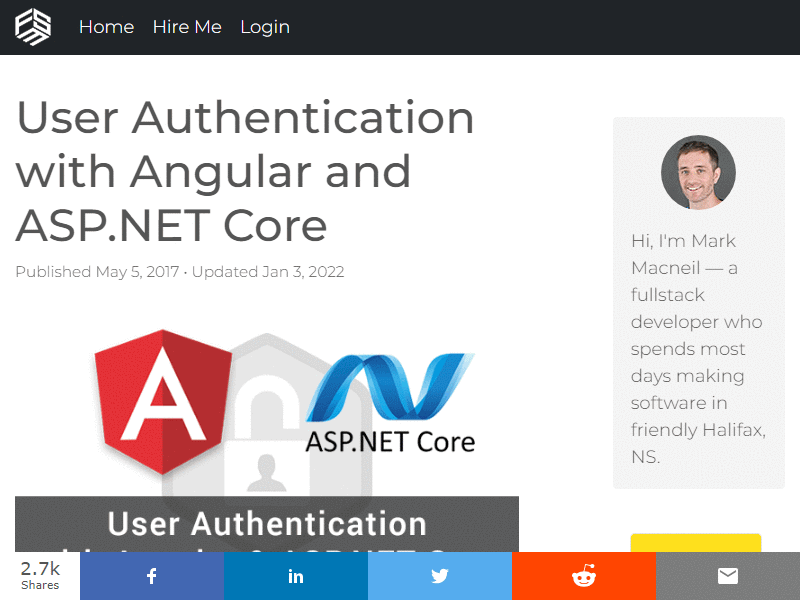 Home Hire Me Login
User Authentication
with Angular and
ASP.NET Core
Published May 5, 2017 • Updated Jan 3, 2022
A
ASP.NET Core
User Authentication
Hi, I'm Mark
Macneil — a
fullstack
developer who
spends most
days making
software in
friendly Halifax,
NS.
2.7k
Shares
f
in